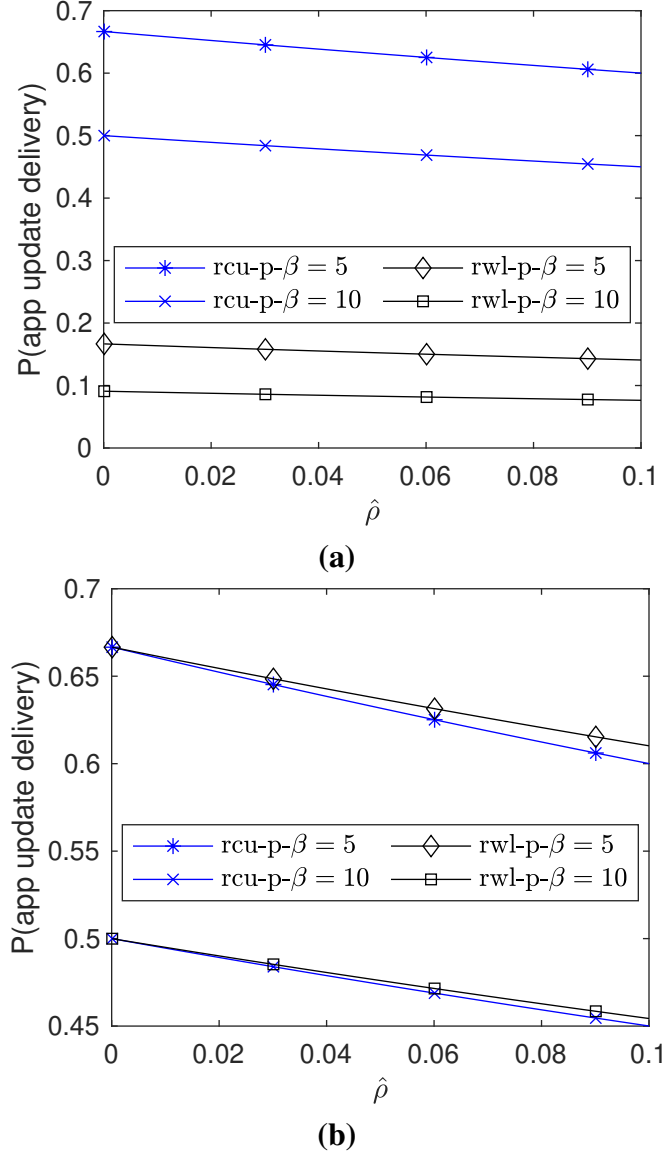 0.7
0.6
0.5
0.4
0.3
0.2
0.1
0
P(app update delivery)
rcu-p-β = 5
rwl-p-β = 5
rcu-p-β = 10
rwl-p-β = 10
0 0.02 0.04 0.06 0.08 0.1
ρ̂
(a)
0.7
0.65
0.6
0.55
0.5
0.45
P(app update delivery)
rcu-p-β = 5
rwl-p-β = 5
rcu-p-β = 10
rwl-p-β = 10
0 0.02 0.04 0.06 0.08 0.1
ρ̂
(b)